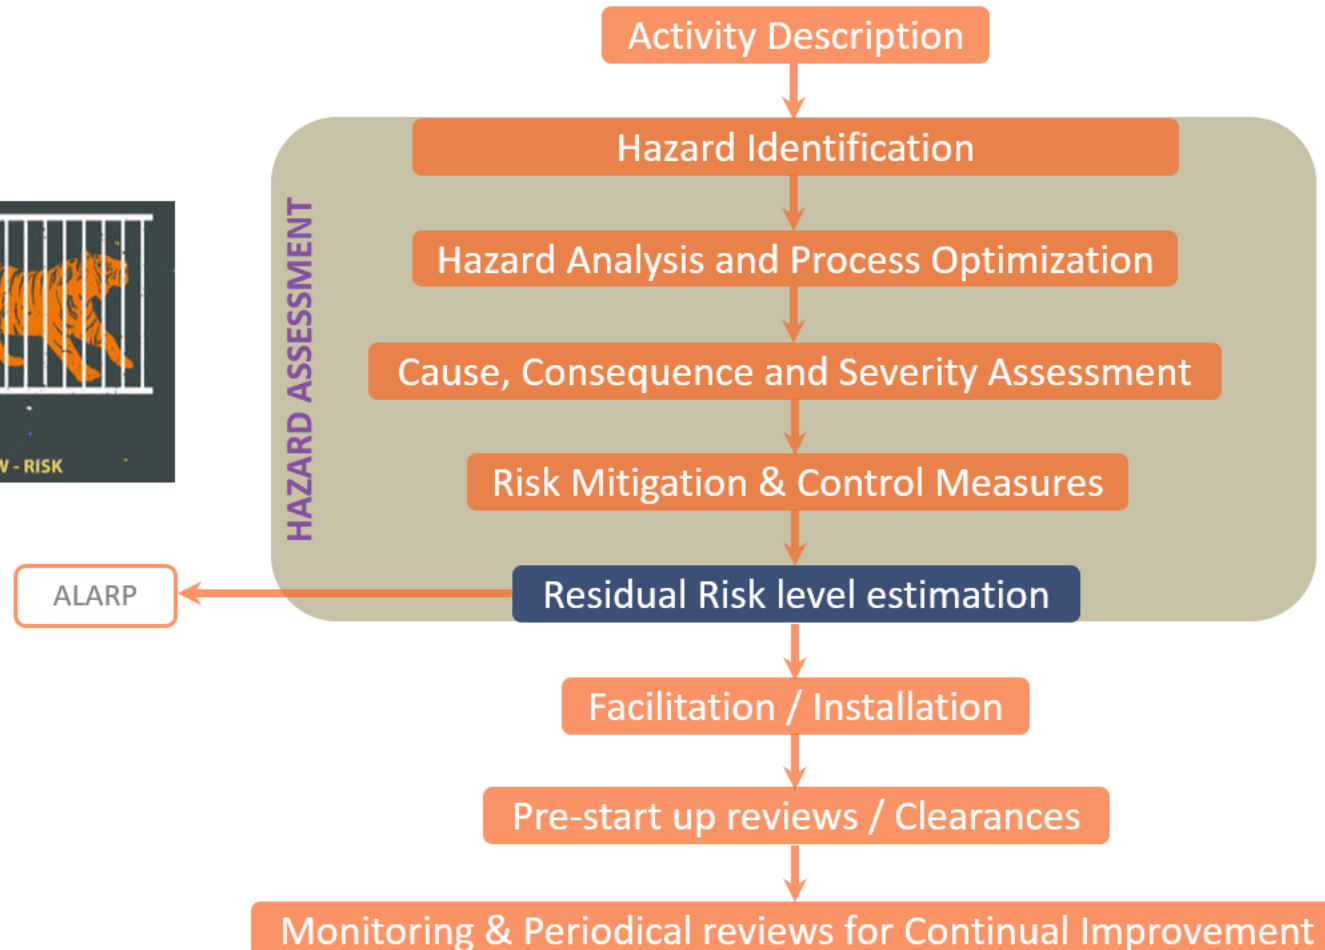 Activity Description
Hazard Identification
Hazard Analysis and Process Optimization
Cause, Consequence and Severity Assessment
Risk Mitigation & Control Measures
HAZARD ASSESSMENT
- RISK
ALARP
Residual Risk level estimation
Facilitation / Installation
Pre-start up reviews / Clearances
Monitoring & Periodical reviews for Continual Improvement